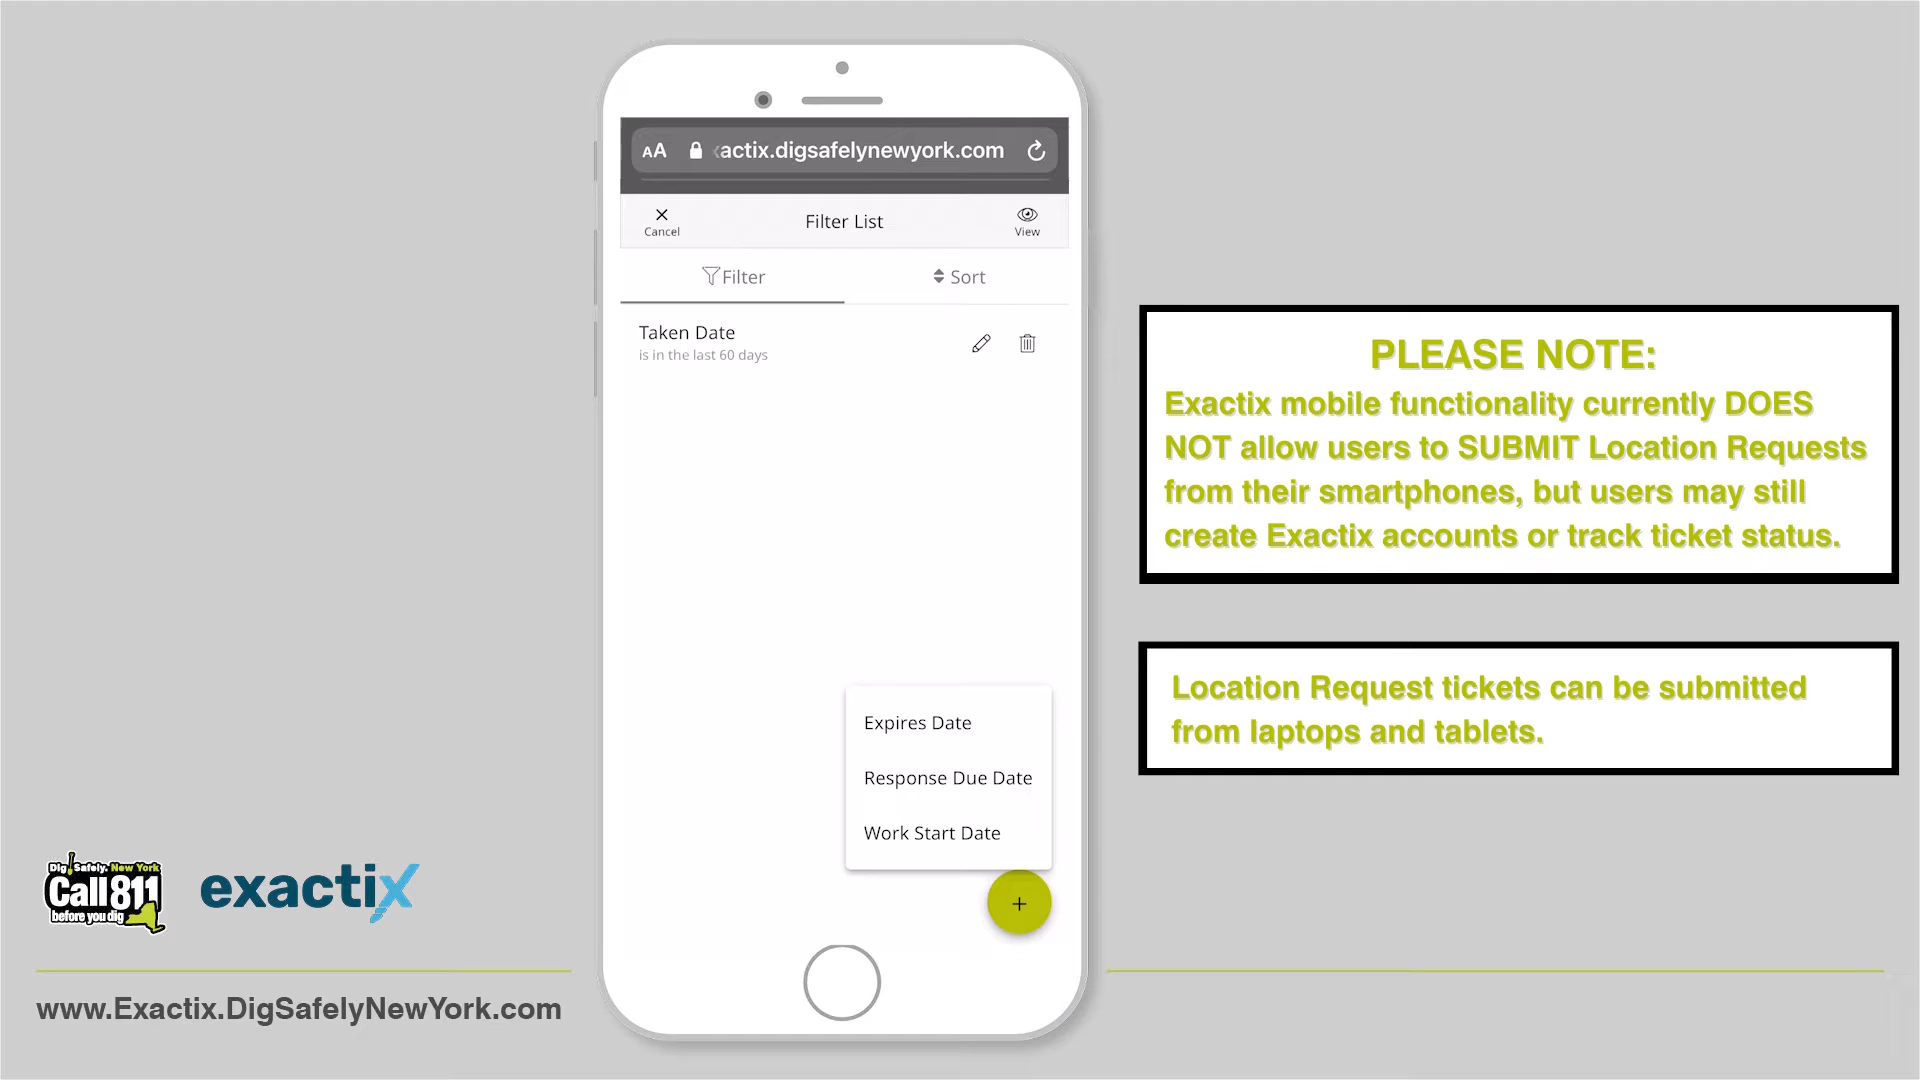 AA actix.digsafelynewyork.com
Cancel
Filter List
View
Filter
Sort
Taken Date
is in the last 60 days
Expires Date
Response Due Date
Work Start Date
+
PLEASE NOTE:
Exactix mobile functionality currently DOES
NOT allow users to SUBMIT Location Requests
from their smartphones, but users may still
create Exactix accounts or track ticket status.
Location Request tickets can be submitted
from laptops and tablets.
Dig Safely. New York
Call 811
before you dig
exactix
www.Exactix.DigSafelyNewYork.com